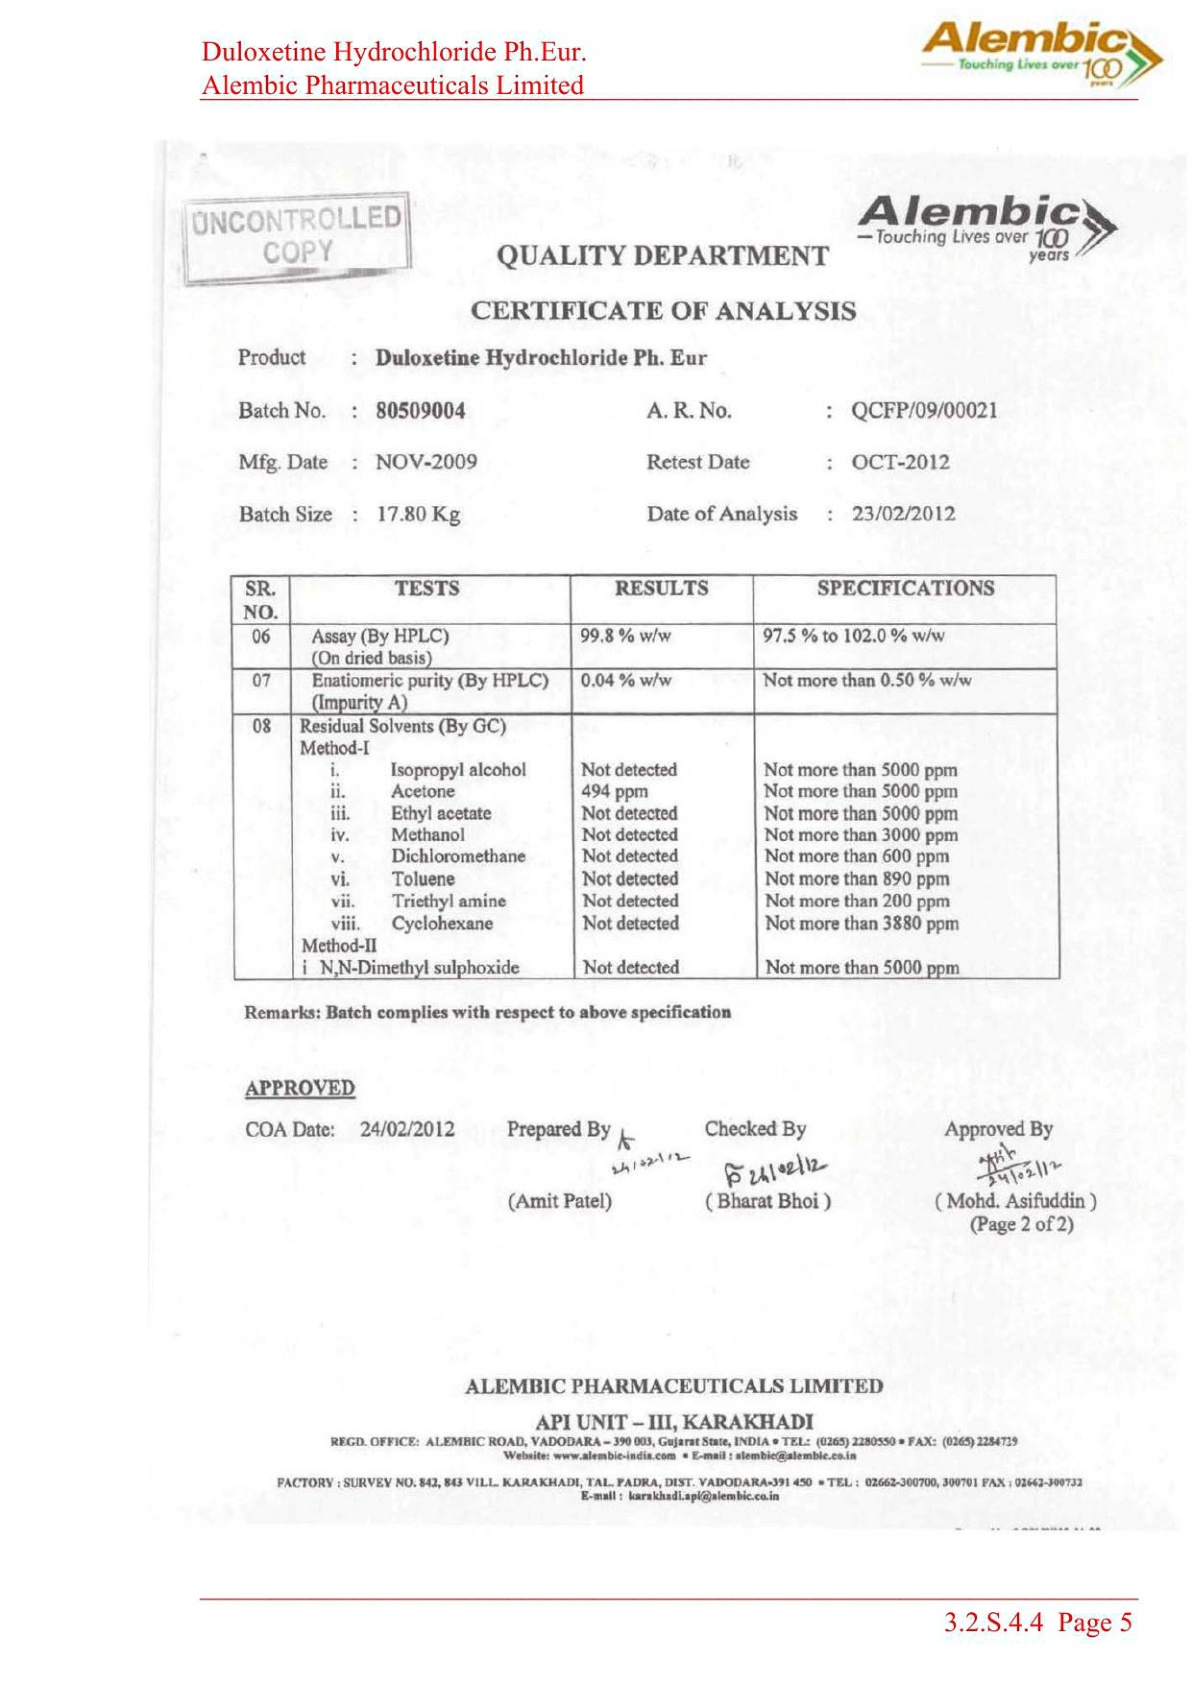 Duloxetine Hydrochloride Ph.Eur.
Alembic Pharmaceuticals Limited
Alembic
Touching Lives over 100
years
UNCONTROLLED
COPY
Alembic
Touching Lives over 100
years
QUALITY DEPARTMENT
CERTIFICATE OF ANALYSIS
Product : Duloxetine Hydrochloride Ph. Eur
Batch No. : 80509004 A. R. No. : QCFP/09/00021
Mfg. Date : NOV-2009 Retest Date : OCT-2012
Batch Size : 17.80 Kg Date of Analysis : 23/02/2012
SR. NO. TESTS RESULTS SPECIFICATIONS
06 Assay (By HPLC) 99.8 % w/w 97.5 % to 102.0 % w/w
(On dried basis)
07 Enatiomeric purity (By HPLC) 0.04 % w/w Not more than 0.50 % w/w
(Impurity A)
08 Residual Solvents (By GC)
Method-I
i. Isopropyl alcohol Not detected Not more than 5000 ppm
ii. Acetone 494 ppm Not more than 5000 ppm
iii. Ethyl acetate Not detected Not more than 5000 ppm
iv. Methanol Not detected Not more than 3000 ppm
v. Dichloromethane Not detected Not more than 600 ppm
vi. Toluene Not detected Not more than 890 ppm
vii. Triethyl amine Not detected Not more than 200 ppm
viii. Cyclohexane Not detected Not more than 3880 ppm
Method-II
i N,N-Dimethyl sulphoxide Not detected Not more than 5000 ppm
Remarks: Batch complies with respect to above specification
APPROVED
COA Date: 24/02/2012 Prepared By Checked By Approved By
24/02/12 24/02/12 24/02/12
(Amit Patel) ( Bharat Bhoi ) ( Mohd. Asifuddin )
(Page 2 of 2)
ALEMBIC PHARMACEUTICALS LIMITED
API UNIT – III, KARAKHADI
REGD. OFFICE: ALEMBIC ROAD, VADODARA – 390 003, Gujarat State, INDIA • TEL: (0265) 2280550 • FAX: (0265) 2284739
Website: www.alembic-india.com • E-mail : alembic@alembic.co.in
FACTORY : SURVEY NO. 842, 843 VILL. KARAKHADI, TAL. PADRA, DIST. VADODARA-391 450 • TEL : 02662-300700, 300701 FAX : 02662-300732
E-mail : karakhadi.api@alembic.co.in
3.2.S.4.4 Page 5